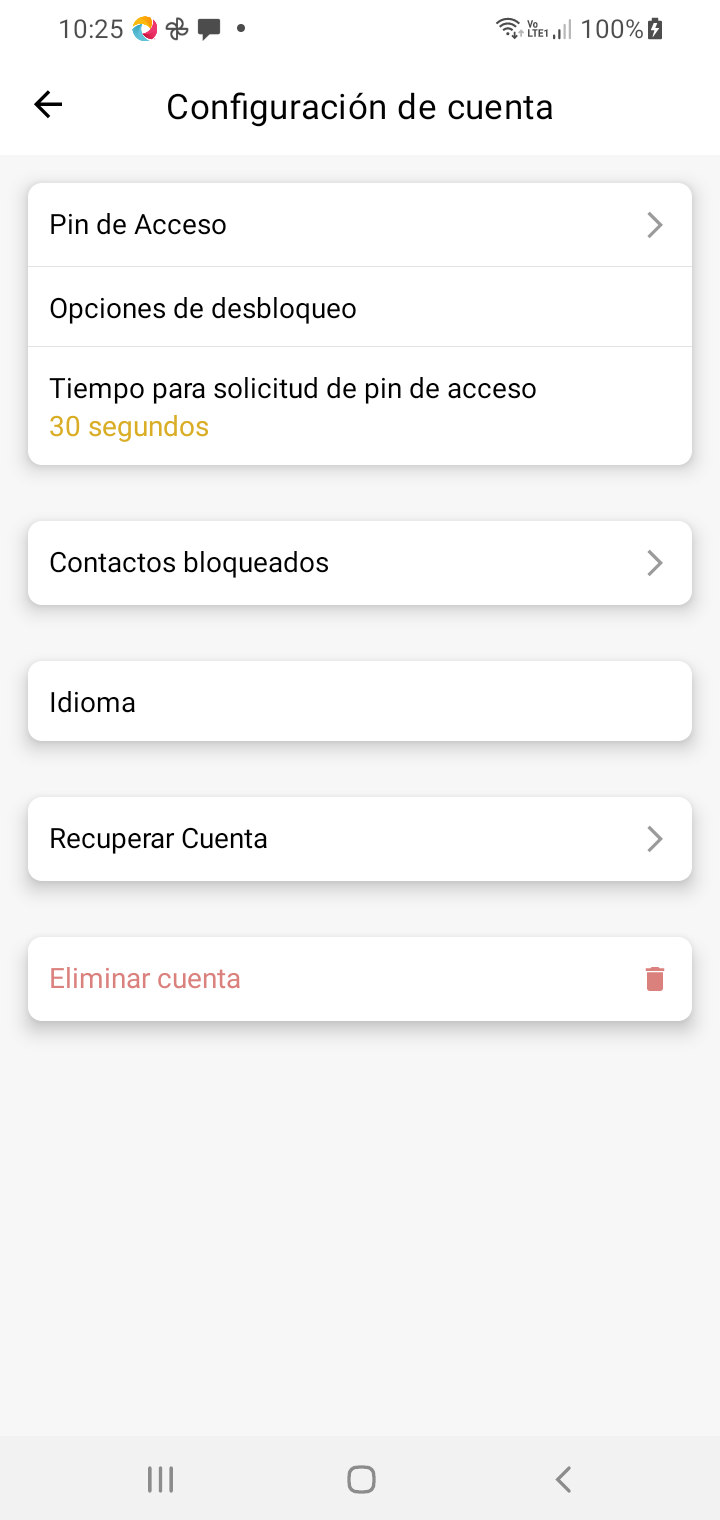 10:25
Vo LTE1 100%
Configuración de cuenta
Pin de Acceso
Opciones de desbloqueo
Tiempo para solicitud de pin de acceso
30 segundos
Contactos bloqueados
Idioma
Recuperar Cuenta
Eliminar cuenta